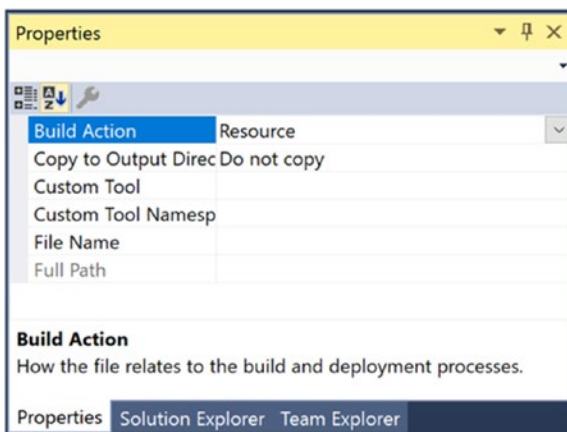 Properties
Build Action Resource
Copy to Output Direc Do not copy
Custom Tool
Custom Tool Namesp
File Name
Full Path
Build Action
How the file relates to the build and deployment processes.
Properties Solution Explorer Team Explorer